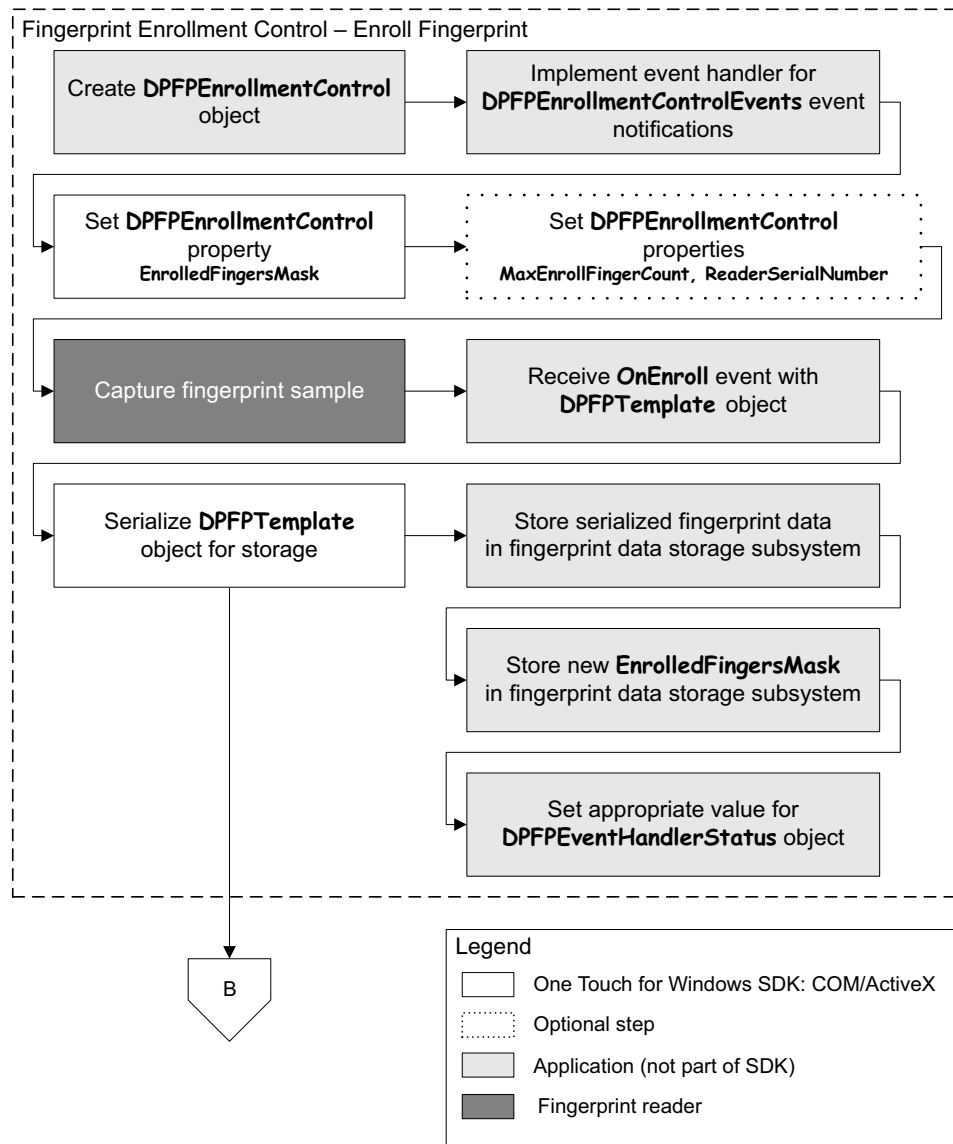 Fingerprint Enrollment Control – Enroll Fingerprint
Create DPFPEnrollmentControl
object
Implement event handler for
DPFPEnrollmentControlEvents event
notifications
Set DPFPEnrollmentControl
property
EnrolledFingersMask
Set DPFPEnrollmentControl
properties
MaxEnrollFingerCount, ReaderSerialNumber
Capture fingerprint sample
Receive OnEnroll event with
DPFPTemplate object
Serialize DPFPTemplate
object for storage
Store serialized fingerprint data
in fingerprint data storage subsystem
Store new EnrolledFingersMask
in fingerprint data storage subsystem
Set appropriate value for
DPFPEventHandlerStatus object
B
Legend
One Touch for Windows SDK: COM/ActiveX
Optional step
Application (not part of SDK)
Fingerprint reader